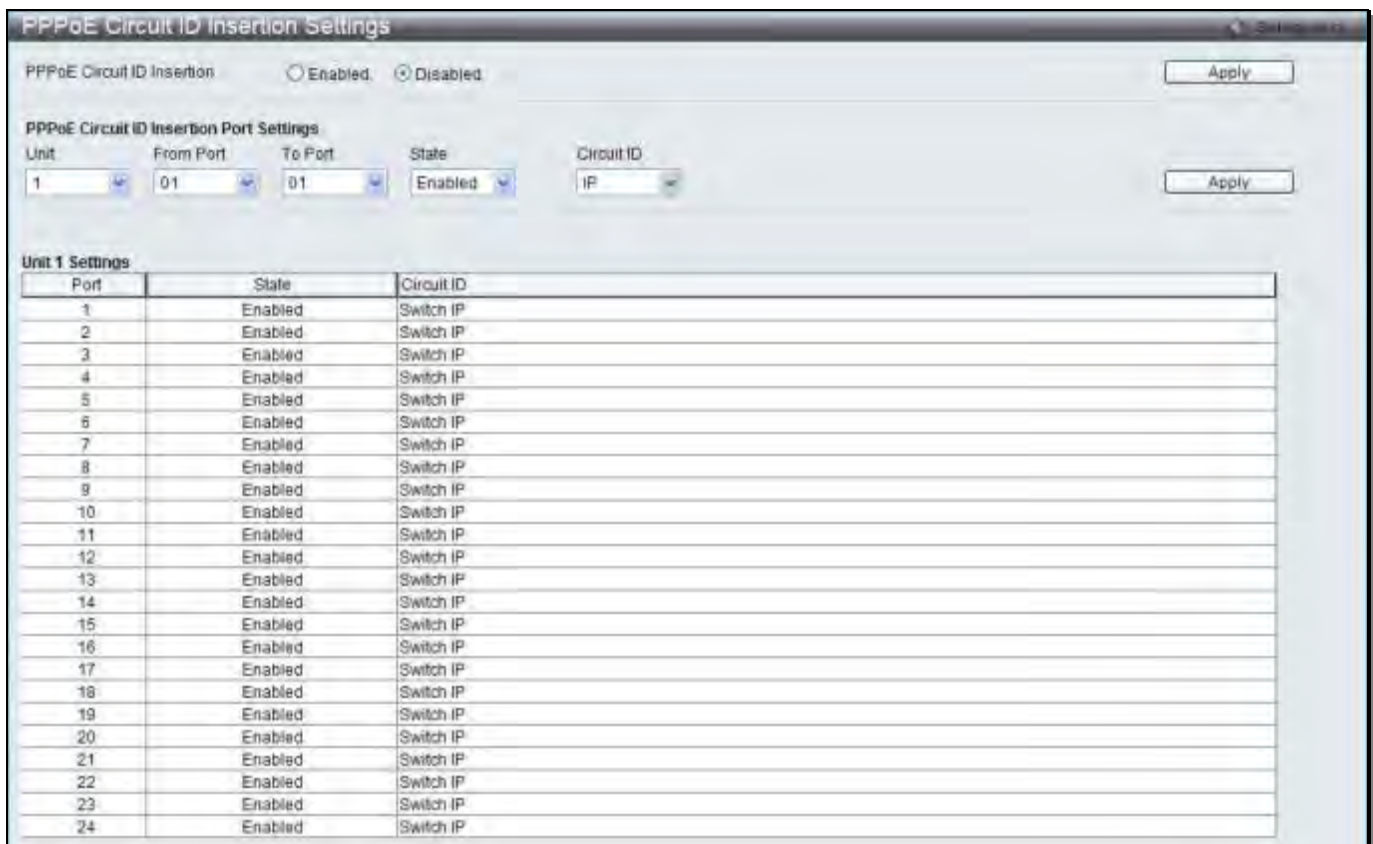 PPPoE Circuit ID Insertion Settings
PPPoE Circuit ID Insertion Enabled Disabled Apply
PPPoE Circuit ID Insertion Port Settings
Unit From Port To Port State Circuit ID
1 01 01 Enabled IP Apply
Unit 1 Settings
Port State Circuit ID
1 Enabled Switch IP
2 Enabled Switch IP
3 Enabled Switch IP
4 Enabled Switch IP
5 Enabled Switch IP
6 Enabled Switch IP
7 Enabled Switch IP
8 Enabled Switch IP
9 Enabled Switch IP
10 Enabled Switch IP
11 Enabled Switch IP
12 Enabled Switch IP
13 Enabled Switch IP
14 Enabled Switch IP
15 Enabled Switch IP
16 Enabled Switch IP
17 Enabled Switch IP
18 Enabled Switch IP
19 Enabled Switch IP
20 Enabled Switch IP
21 Enabled Switch IP
22 Enabled Switch IP
23 Enabled Switch IP
24 Enabled Switch IP